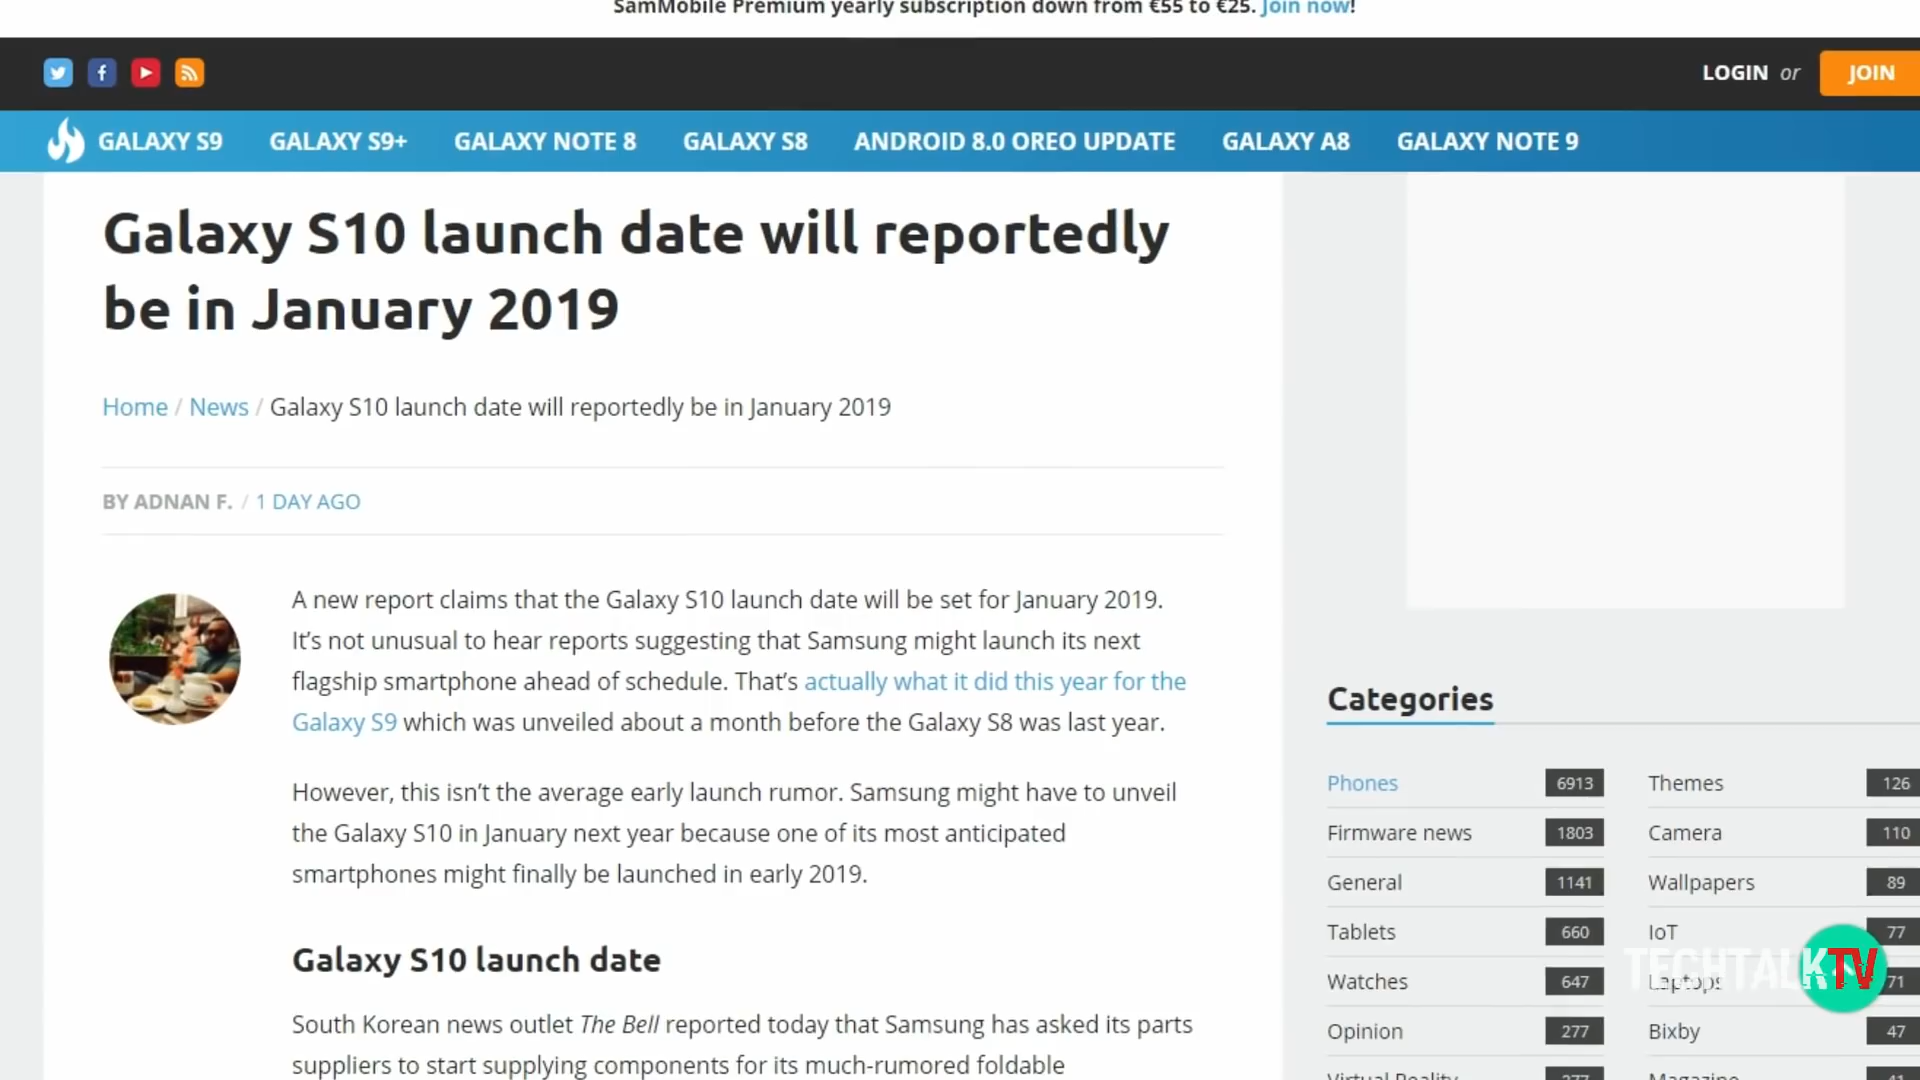 SamMobile Premium yearly subscription down from €55 to €25. Join now!
LOGIN or JOIN
GALAXY S9 GALAXY S9+ GALAXY NOTE 8 GALAXY S8 ANDROID 8.0 OREO UPDATE GALAXY A8 GALAXY NOTE 9
Galaxy S10 launch date will reportedly
be in January 2019
Home / News / Galaxy S10 launch date will reportedly be in January 2019
BY ADNAN F. / 1 DAY AGO
A new report claims that the Galaxy S10 launch date will be set for January 2019.
It’s not unusual to hear reports suggesting that Samsung might launch its next
flagship smartphone ahead of schedule. That’s actually what it did this year for the
Galaxy S9 which was unveiled about a month before the Galaxy S8 was last year.
However, this isn’t the average early launch rumor. Samsung might have to unveil
the Galaxy S10 in January next year because one of its most anticipated
smartphones might finally be launched in early 2019.
Galaxy S10 launch date
South Korean news outlet The Bell reported today that Samsung has asked its parts
suppliers to start supplying components for its much-rumored foldable
Categories
Phones 6913 Themes 126
Firmware news 1803 Camera 110
General 1141 Wallpapers 89
Tablets 660 IoT 77
Watches 647 Laptops 71
Opinion 277 Bixby 47
Virtual Reality 277 Magazine 41
TECHTALKTV